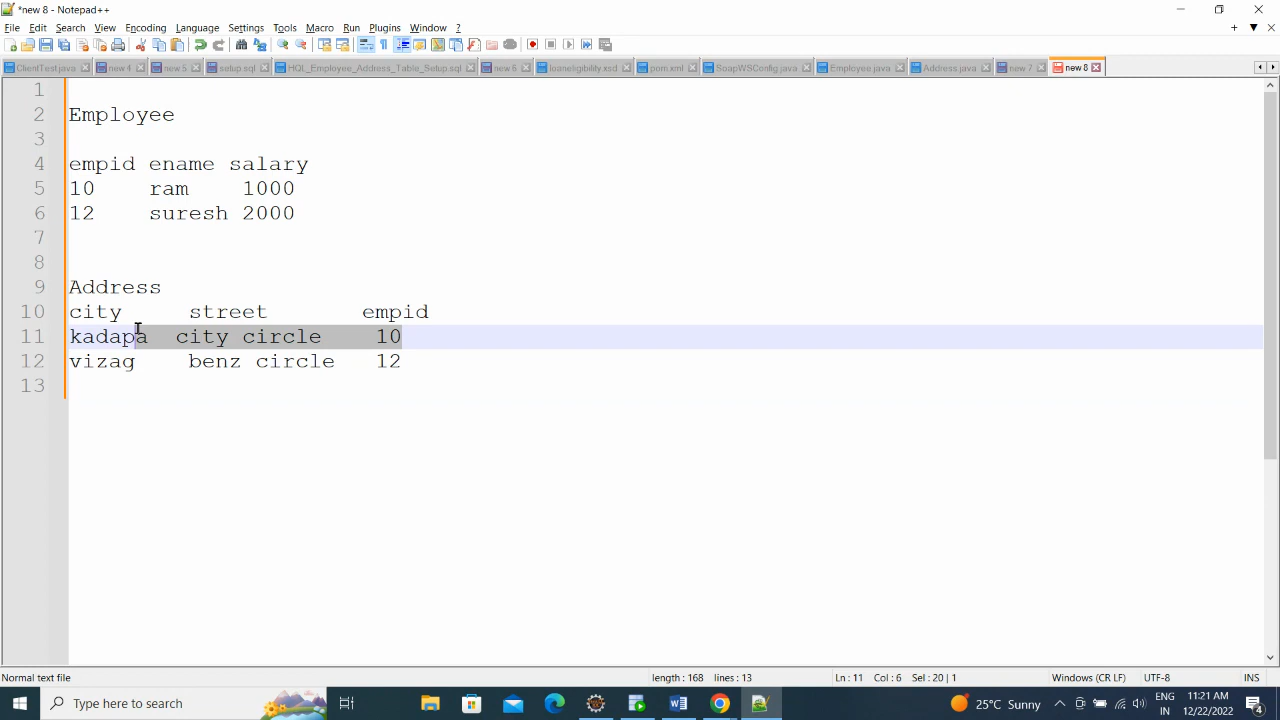 *new 8 - Notepad++
File Edit Search View Encoding Language Settings Tools Macro Run Plugins Window ?
ClientTest.java new 4 new 5 setup.sql HQL_Employee_Address_Table_Setup.sql new 6 loaneligibility.xsd pom.xml SoapWSConfig.java Employee.java Address.java new 7 new 8
1
2 Employee
3
4 empid ename salary
5 10 ram 1000
6 12 suresh 2000
7
8
9 Address
10 city street empid
11 kadapa city circle 10
12 vizag benz circle 12
13
Normal text file length : 168 lines : 13 Ln : 11 Col : 6 Sel : 20 | 1 Windows (CR LF) UTF-8 INS
Type here to search 25°C Sunny ENG IN 11:21 AM 12/22/2022 4